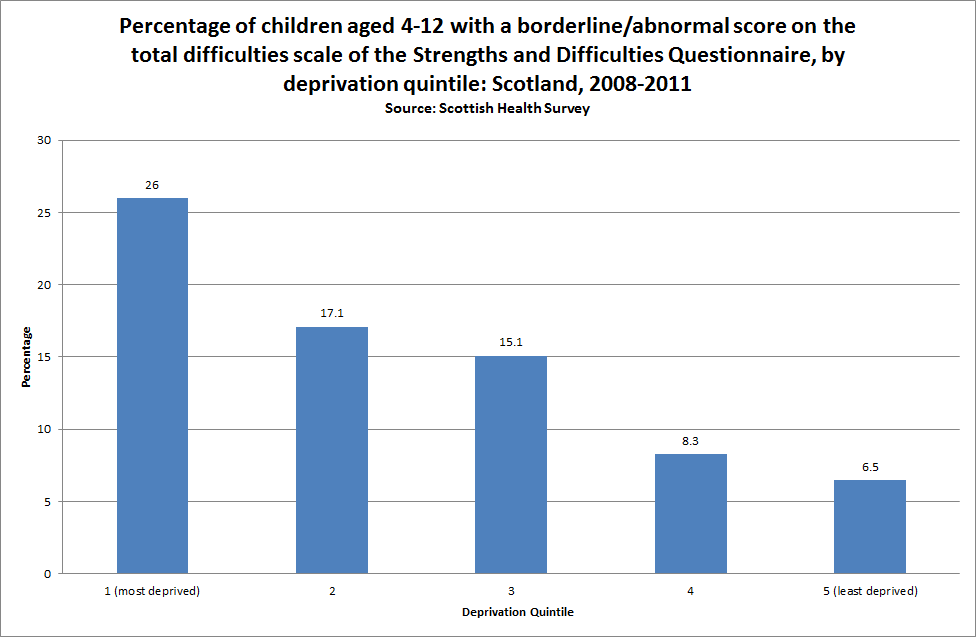 Percentage of children aged 4-12 with a borderline/abnormal score on the
total difficulties scale of the Strengths and Difficulties Questionnaire, by
deprivation quintile: Scotland, 2008-2011
Source: Scottish Health Survey
30
25
20
15
10
5
0
Percentage
26
17.1
15.1
8.3
6.5
1 (most deprived)
2
3
4
5 (least deprived)
Deprivation Quintile